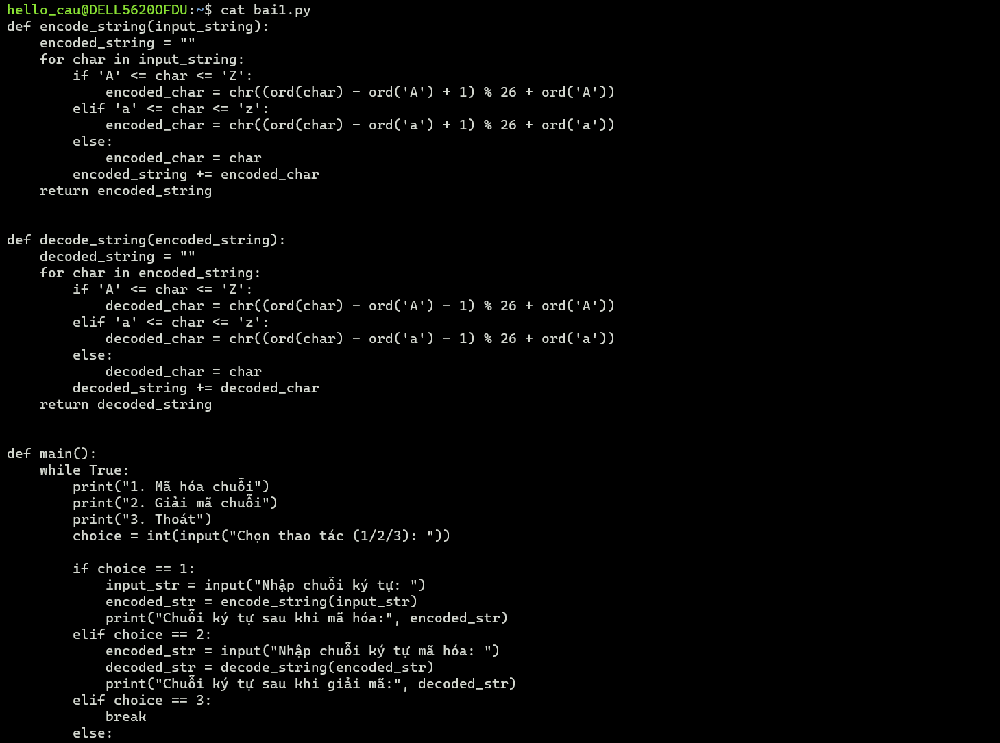 hello_cau@DELL5620OFDU:~$ cat bai1.py
def encode_string(input_string):
    encoded_string = ""
    for char in input_string:
        if 'A' <= char <= 'Z':
            encoded_char = chr((ord(char) - ord('A') + 1) % 26 + ord('A'))
        elif 'a' <= char <= 'z':
            encoded_char = chr((ord(char) - ord('a') + 1) % 26 + ord('a'))
        else:
            encoded_char = char
        encoded_string += encoded_char
    return encoded_string


def decode_string(encoded_string):
    decoded_string = ""
    for char in encoded_string:
        if 'A' <= char <= 'Z':
            decoded_char = chr((ord(char) - ord('A') - 1) % 26 + ord('A'))
        elif 'a' <= char <= 'z':
            decoded_char = chr((ord(char) - ord('a') - 1) % 26 + ord('a'))
        else:
            decoded_char = char
        decoded_string += decoded_char
    return decoded_string


def main():
    while True:
        print("1. Mã hóa chuỗi")
        print("2. Giải mã chuỗi")
        print("3. Thoát")
        choice = int(input("Chọn thao tác (1/2/3): "))

        if choice == 1:
            input_str = input("Nhập chuỗi ký tự: ")
            encoded_str = encode_string(input_str)
            print("Chuỗi ký tự sau khi mã hóa:", encoded_str)
        elif choice == 2:
            encoded_str = input("Nhập chuỗi ký tự mã hóa: ")
            decoded_str = decode_string(encoded_str)
            print("Chuỗi ký tự sau khi giải mã:", decoded_str)
        elif choice == 3:
            break
        else: